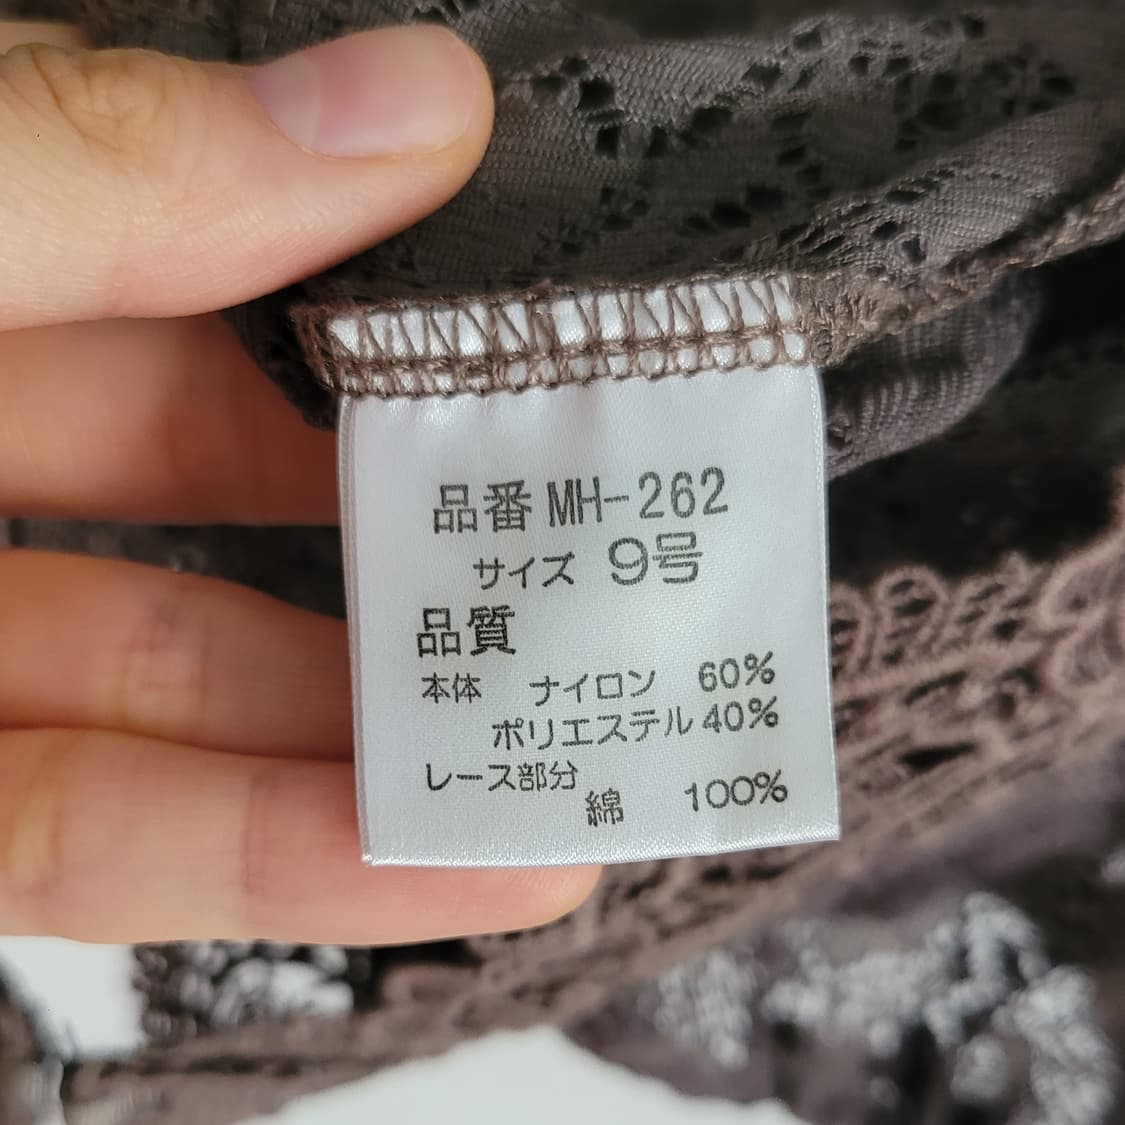 品番 MH-262
サイズ 9号
品質
本体 ナイロン 60%
ポリエステル 40%
レース部分
綿 100%